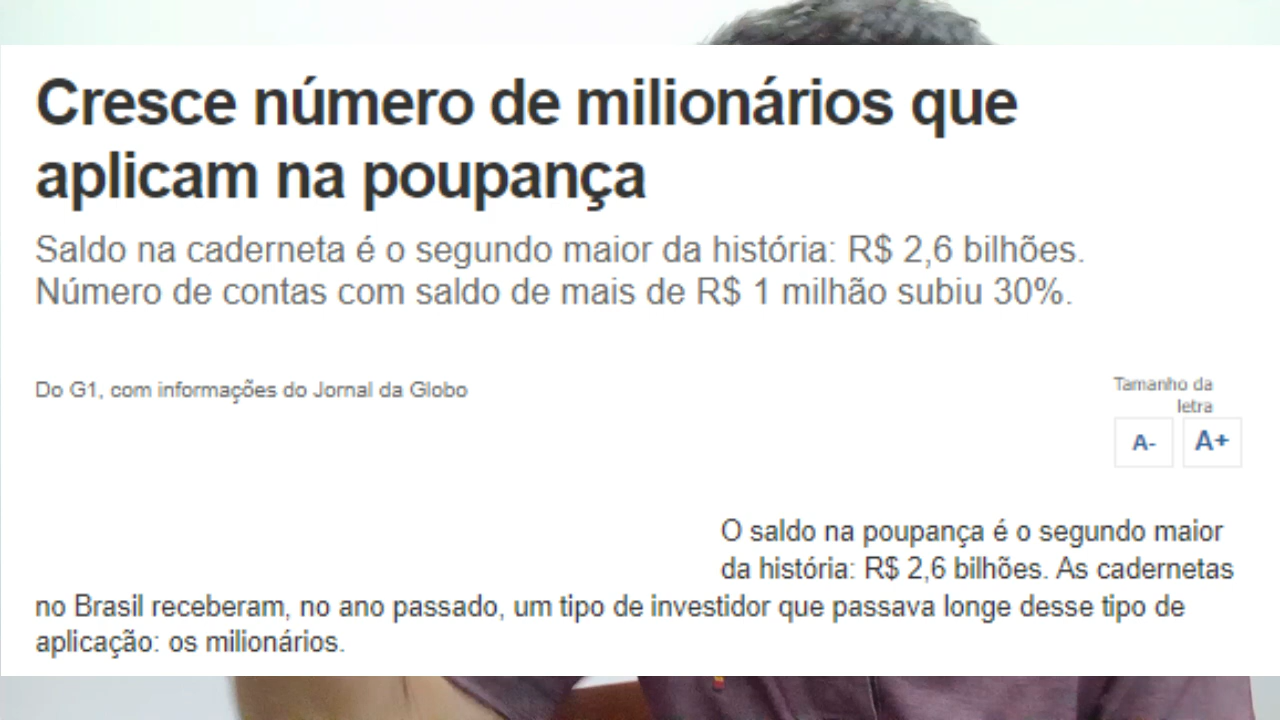 Cresce número de milionários que
aplicam na poupança
Saldo na caderneta é o segundo maior da história: R$ 2,6 bilhões.
Número de contas com saldo de mais de R$ 1 milhão subiu 30%.
Do G1, com informações do Jornal da Globo
Tamanho da
letra
A-
A+
O saldo na poupança é o segundo maior
da história: R$ 2,6 bilhões. As cadernetas
no Brasil receberam, no ano passado, um tipo de investidor que passava longe desse tipo de
aplicação: os milionários.